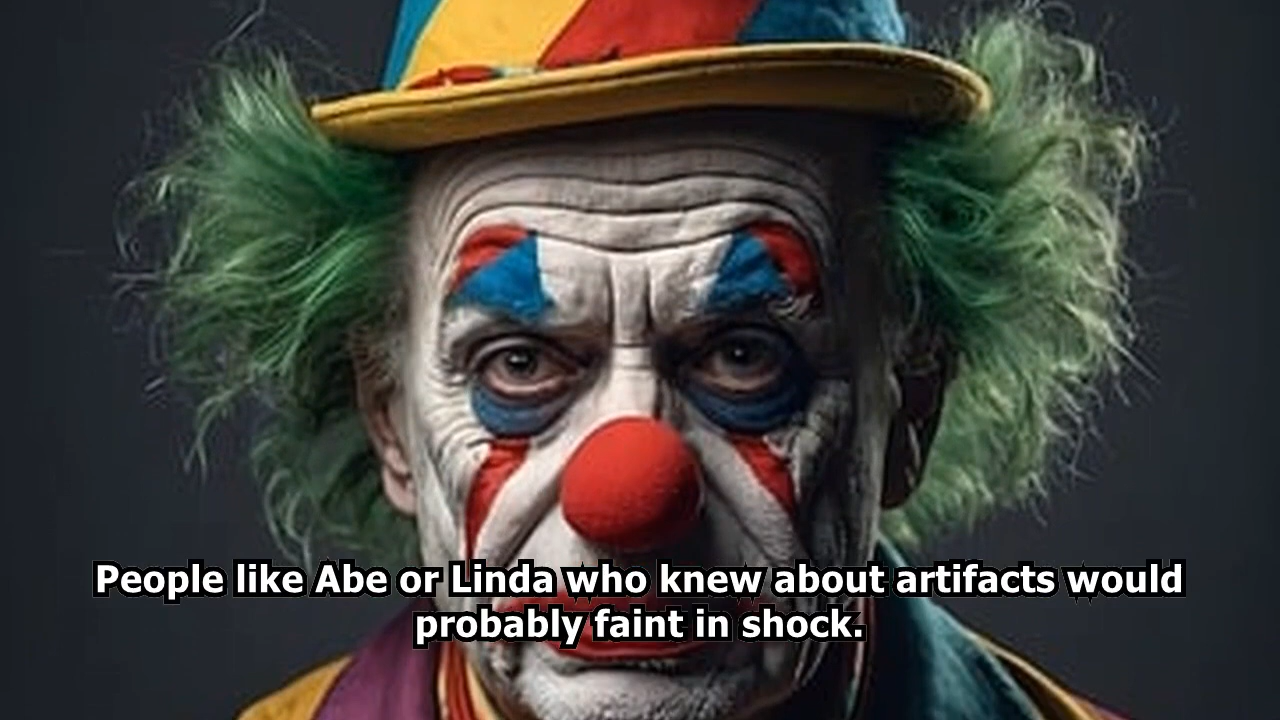 People like Abe or Linda who knew about artifacts would
probably faint in shock.